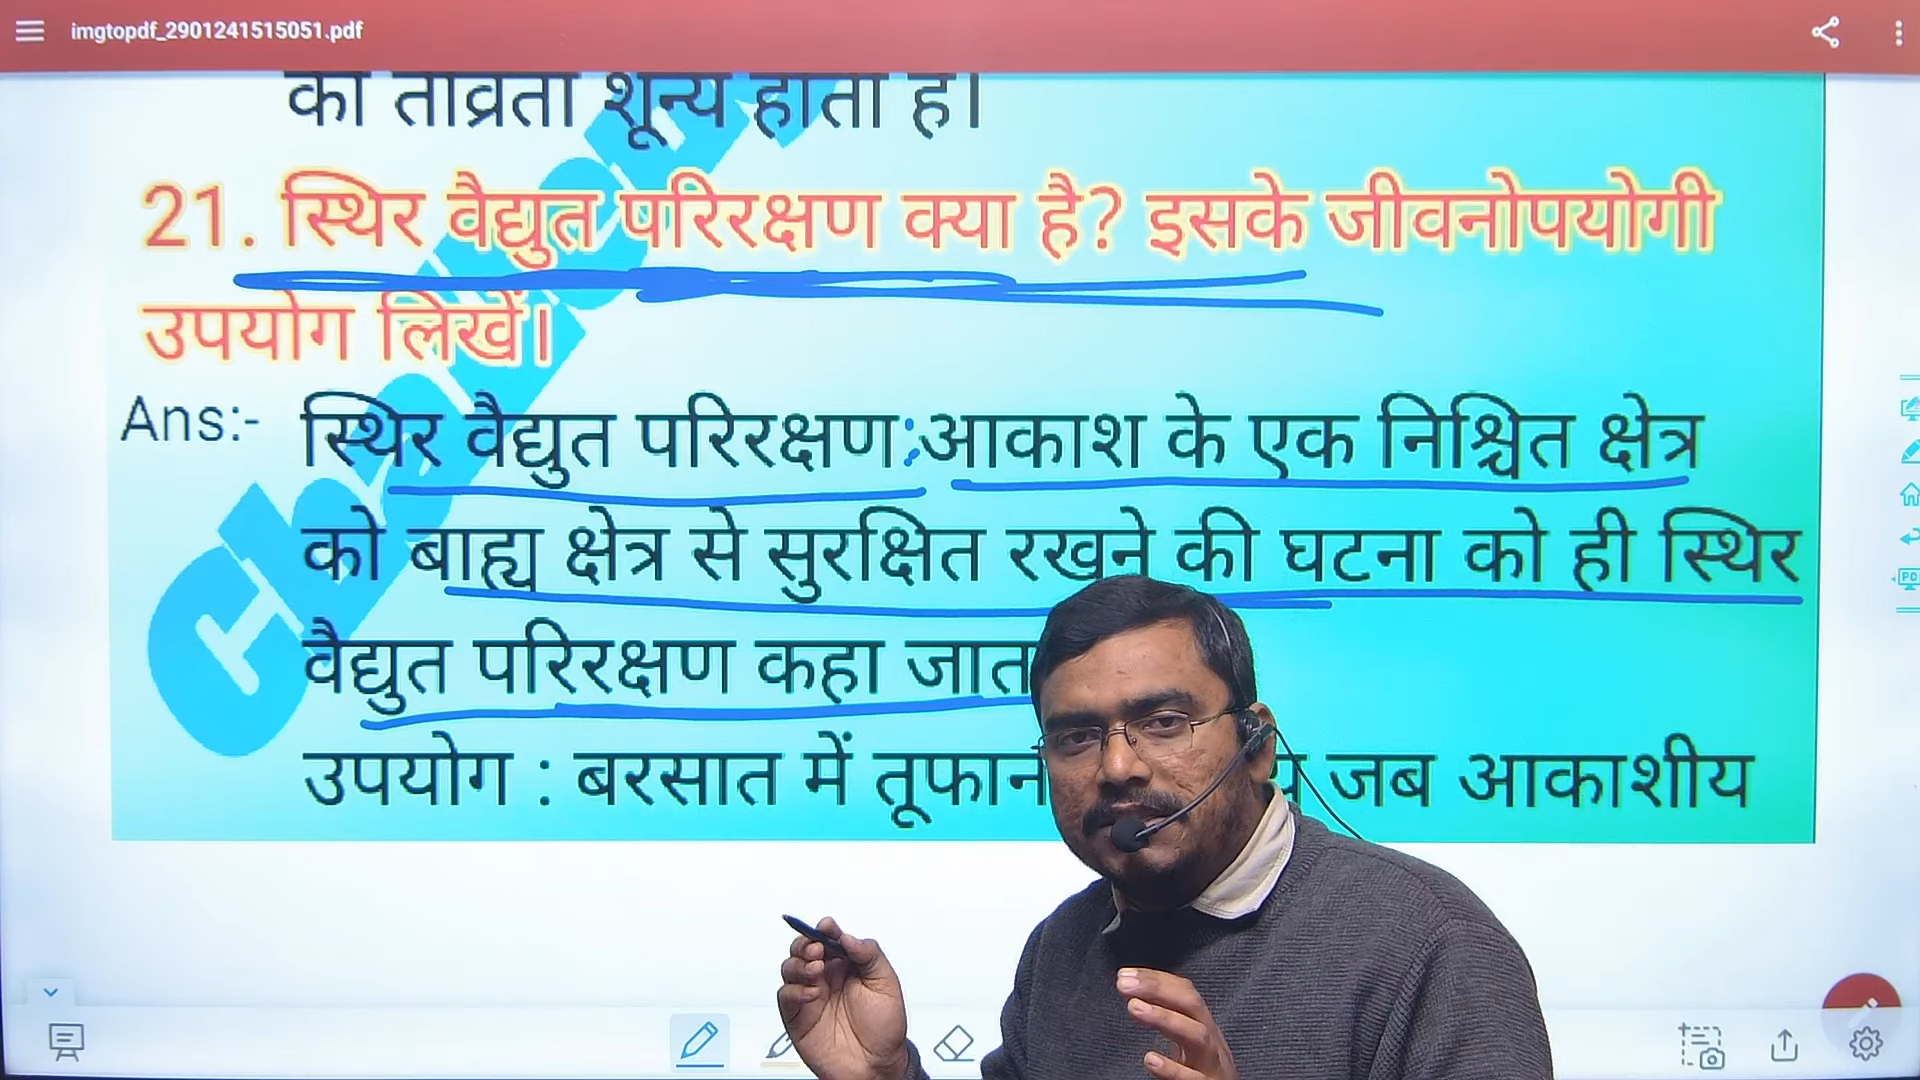 imgtopdf_2901241515051.pdf
की तीव्रता शून्य होती है।
21. स्थिर वैद्युत परिरक्षण क्या है? इसके जीवनोपयोगी
उपयोग लिखें।
Ans:- स्थिर वैद्युत परिरक्षण: आकाश के एक निश्चित क्षेत्र
को बाह्य क्षेत्र से सुरक्षित रखने की घटना को ही स्थिर
वैद्युत परिरक्षण कहा
उपयोग : बरसात में जब आकाशीय